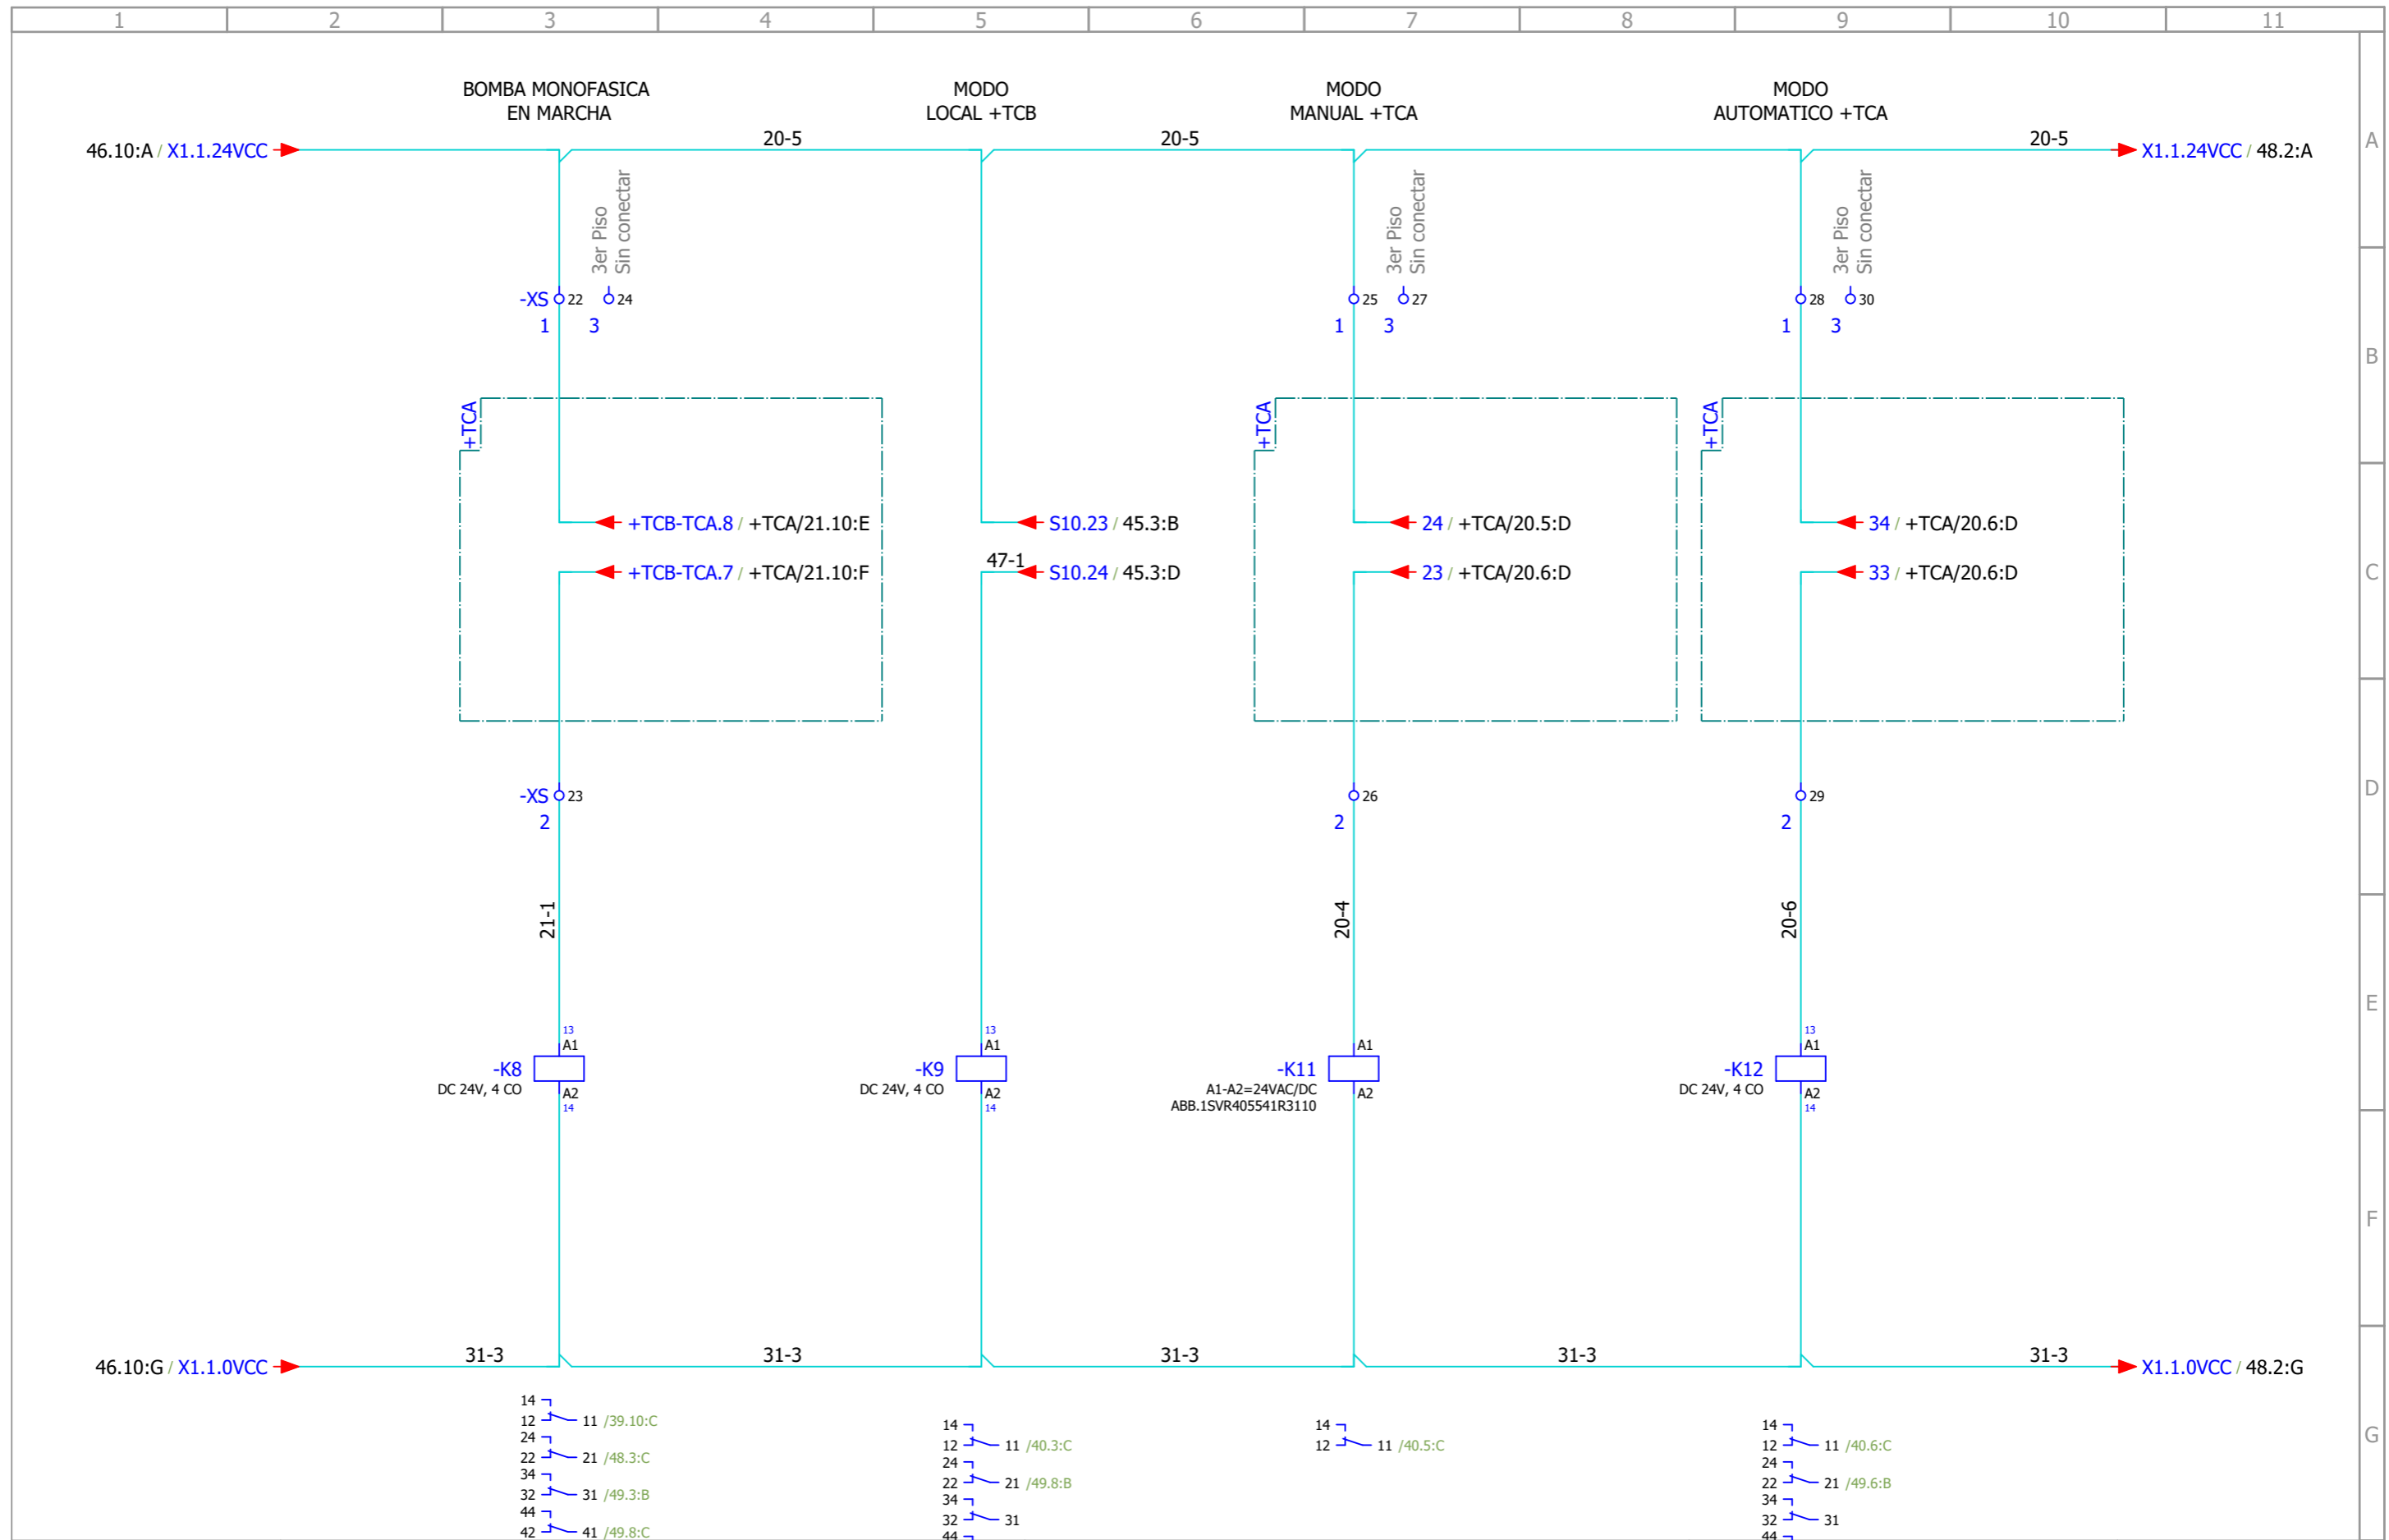 1 2 3 4 5 6 7 8 9 10 11
BOMBA MONOFASICA
EN MARCHA
MODO
LOCAL +TCB
MODO
MANUAL +TCA
MODO
AUTOMATICO +TCA
46.10:A / X1.1.24VCC
20-5
20-5
20-5
X1.1.24VCC / 48.2:A
A
3er Piso
Sin conectar
3er Piso
Sin conectar
3er Piso
Sin conectar
-XS 22 24
1 3
25 27
1 3
28 30
1 3
B
+TCA
+TCA
+TCA
+TCB-TCA.8 / +TCA/21.10:E
S10.23 / 45.3:B
24 / +TCA/20.5:D
34 / +TCA/20.6:D
47-1
+TCB-TCA.7 / +TCA/21.10:F
S10.24 / 45.3:D
23 / +TCA/20.6:D
33 / +TCA/20.6:D
C
-XS 23
2
26
2
29
2
D
21-1
20-4
20-6
E
13
A1
-K8
DC 24V, 4 CO
A2
14
13
A1
-K9
DC 24V, 4 CO
A2
14
A1
-K11
A1-A2=24VAC/DC
A2
ABB.1SVR405541R3110
13
A1
-K12
DC 24V, 4 CO
A2
14
F
46.10:G / X1.1.0VCC
31-3
31-3
31-3
31-3
31-3
X1.1.0VCC / 48.2:G
14
12 11 /39.10:C
24
22 21 /48.3:C
34
32 31 /49.3:B
44
42 41 /49.8:C
14
12 11 /40.3:C
24
22 21 /49.8:B
34
32 31
44
14
12 11 /40.5:C
14
12 11 /40.6:C
24
22 21 /49.6:B
34
32 31
44
G